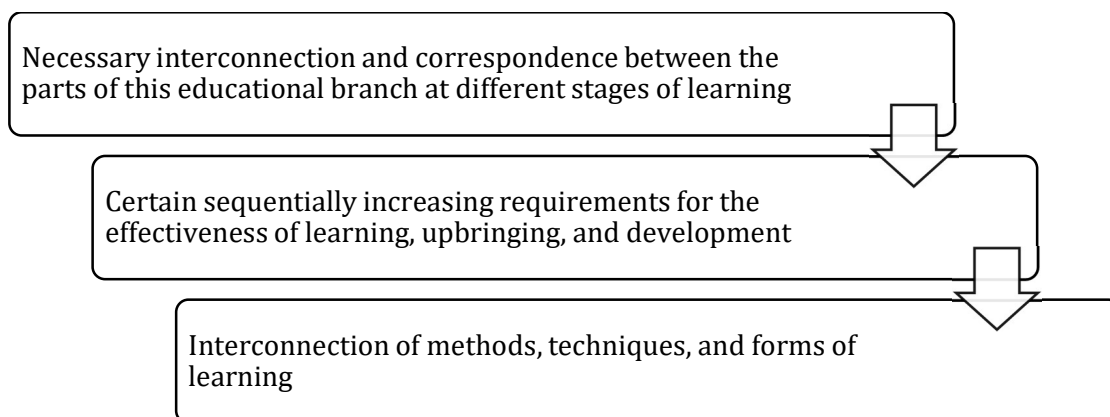 Necessary interconnection and correspondence between the
parts of this educational branch at different stages of learning
Certain sequentially increasing requirements for the
effectiveness of learning, upbringing, and development
Interconnection of methods, techniques, and forms of
learning